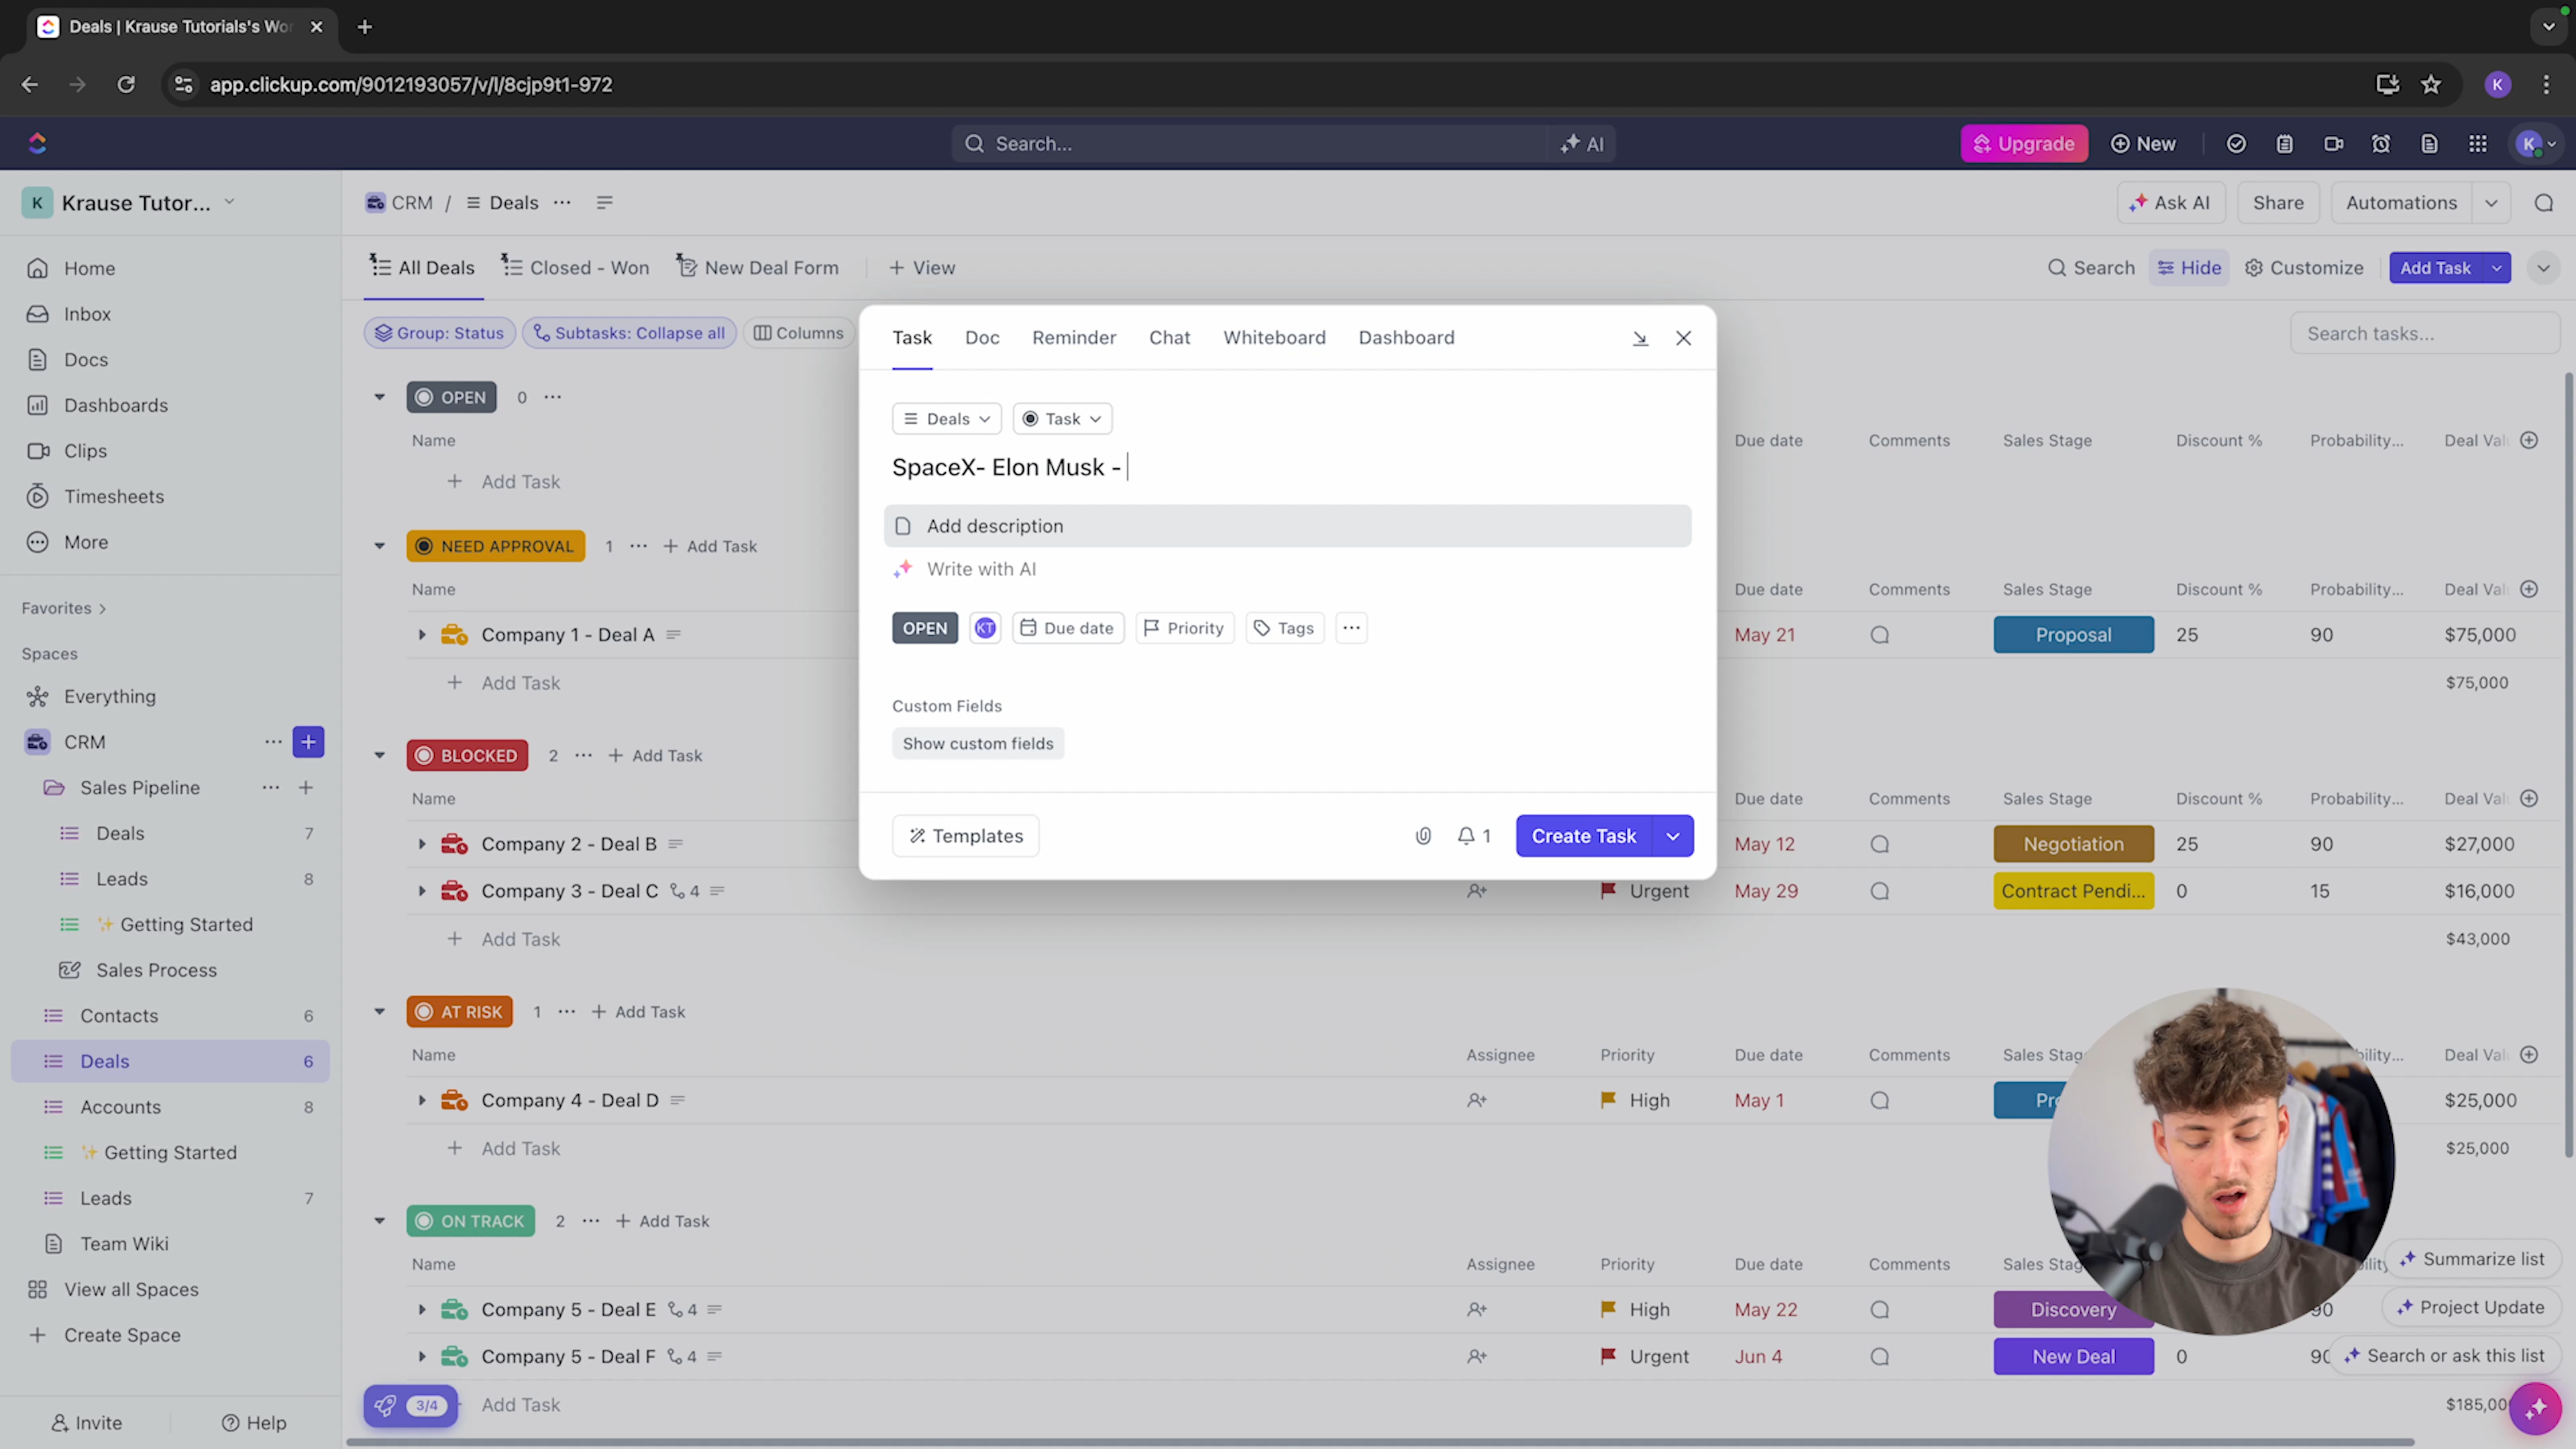 Deals | Krause Tutorials's Wor
app.clickup.com/9012193057/v/l/8cjp9t1-972
K
Search...
AI
Upgrade
New
K
K
Krause Tutor...
CRM / Deals
Ask AI
Share
Automations
Home
Inbox
Docs
Dashboards
Clips
Timesheets
More
Favorites
Spaces
Everything
CRM
Sales Pipeline
Deals 7
Leads 8
✨ Getting Started
Sales Process
Contacts 6
Deals 6
Accounts 8
✨ Getting Started
Leads 7
Team Wiki
View all Spaces
Create Space
Invite
Help
All Deals
Closed - Won
New Deal Form
+ View
Search
Hide
Customize
Add Task
Group: Status
Subtasks: Collapse all
Columns
Search tasks...
Task
Doc
Reminder
Chat
Whiteboard
Dashboard
Deals
Task
SpaceX- Elon Musk -
Add description
Write with AI
OPEN
KT
Due date
Priority
Tags
Custom Fields
Show custom fields
Templates
1
Create Task
OPEN 0
Name Due date Comments Sales Stage Discount % Probability... Deal Val
+ Add Task
NEED APPROVAL 1 + Add Task
Name Due date Comments Sales Stage Discount % Probability... Deal Val
Company 1 - Deal A May 21 Proposal 25 90 $75,000
+ Add Task $75,000
BLOCKED 2 + Add Task
Name Due date Comments Sales Stage Discount % Probability... Deal Val
Company 2 - Deal B May 12 Negotiation 25 90 $27,000
Company 3 - Deal C 4 Urgent May 29 Contract Pendi... 0 15 $16,000
+ Add Task $43,000
AT RISK 1 + Add Task
Name Assignee Priority Due date Comments Sales Stag bility... Deal Val
Company 4 - Deal D High May 1 Pro $25,000
+ Add Task $25,000
ON TRACK 2 + Add Task
Name Assignee Priority Due date Comments Sales Stag
Company 5 - Deal E 4 High May 22 Discovery 90
Company 5 - Deal F 4 Urgent Jun 4 New Deal 0 90
Add Task $185,00
3/4
Summarize list
Project Update
Search or ask this list